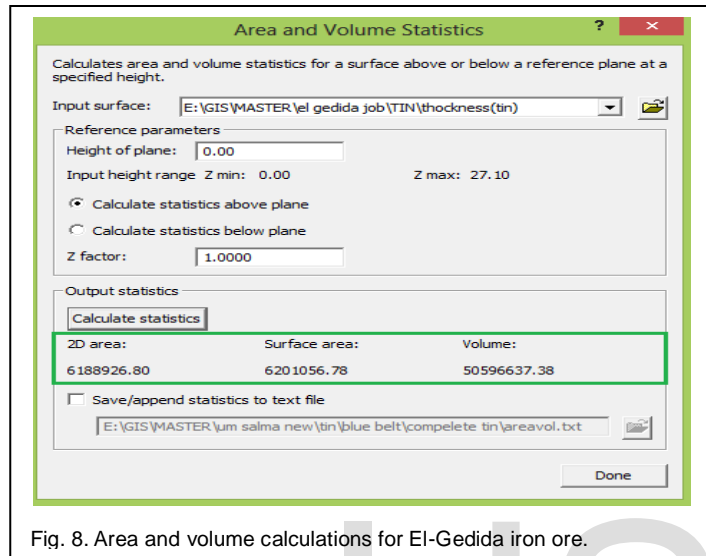 Area and Volume Statistics ? ×
Calculates area and volume statistics for a surface above or below a reference plane at a
specified height.
Input surface: E:\GIS\MASTER\el gedida job\TIN\thockness(tin)
Reference parameters
Height of plane: 0.00
Input height range Z min: 0.00 Z max: 27.10
Calculate statistics above plane
Calculate statistics below plane
Z factor: 1.0000
Output statistics
Calculate statistics
2D area: Surface area: Volume:
6188926.80 6201056.78 50596637.38
Save/append statistics to text file
E:\GIS\MASTER\um salma new\tin\blue belt\compelete tin\areavol.txt
Done
Fig. 8. Area and volume calculations for El-Gedida iron ore.